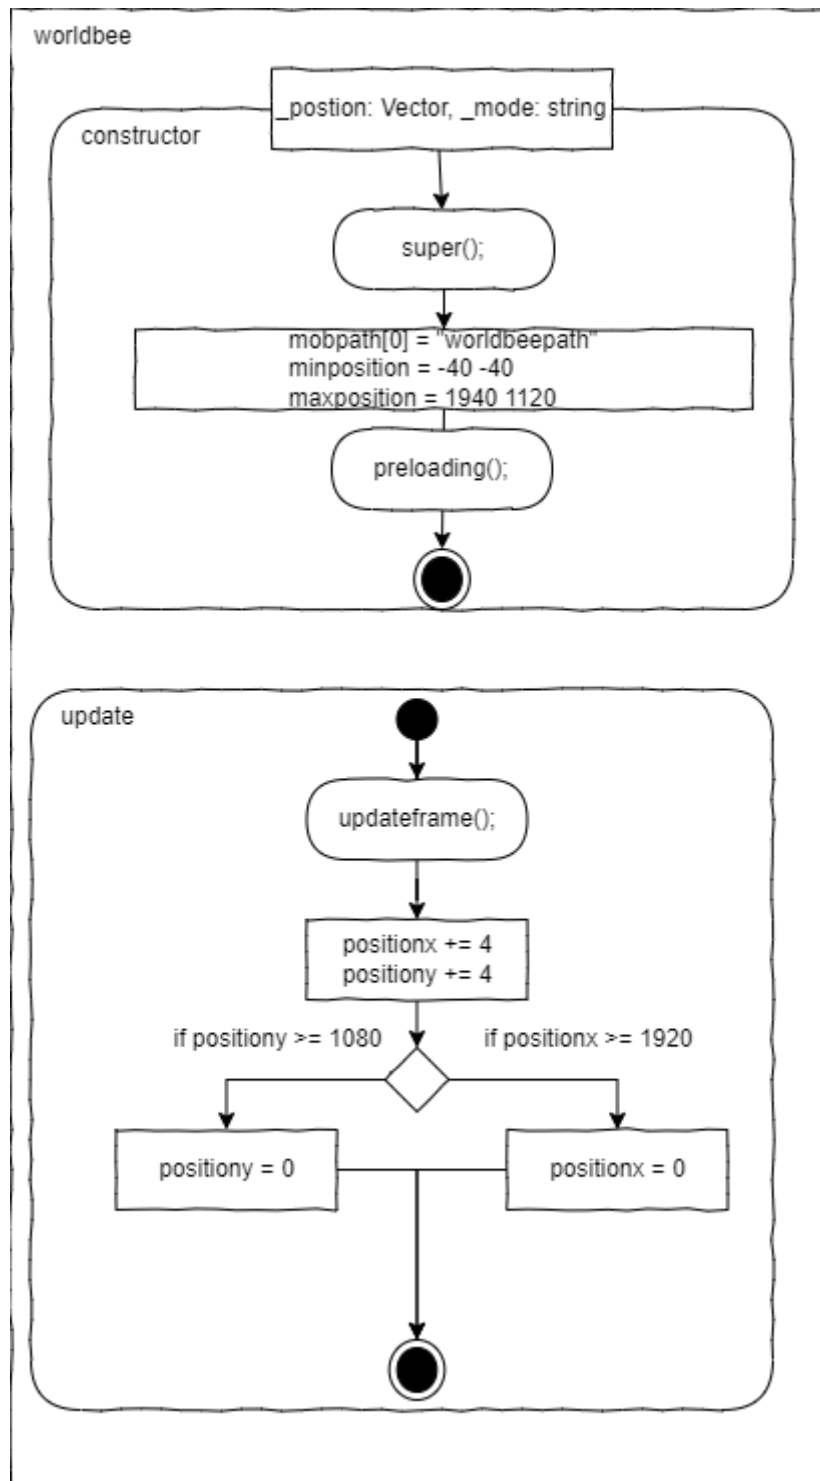 worldbee
_postion: Vector, _mode: string
constructor
super();
mobpath[0] = "worldbeepath"
minposition = -40 -40
maxposition = 1940 1120
preloading();
update
updateframe();
positionx += 4
positiony += 4
if positiony >= 1080
if positionx >= 1920
positiony = 0
positionx = 0